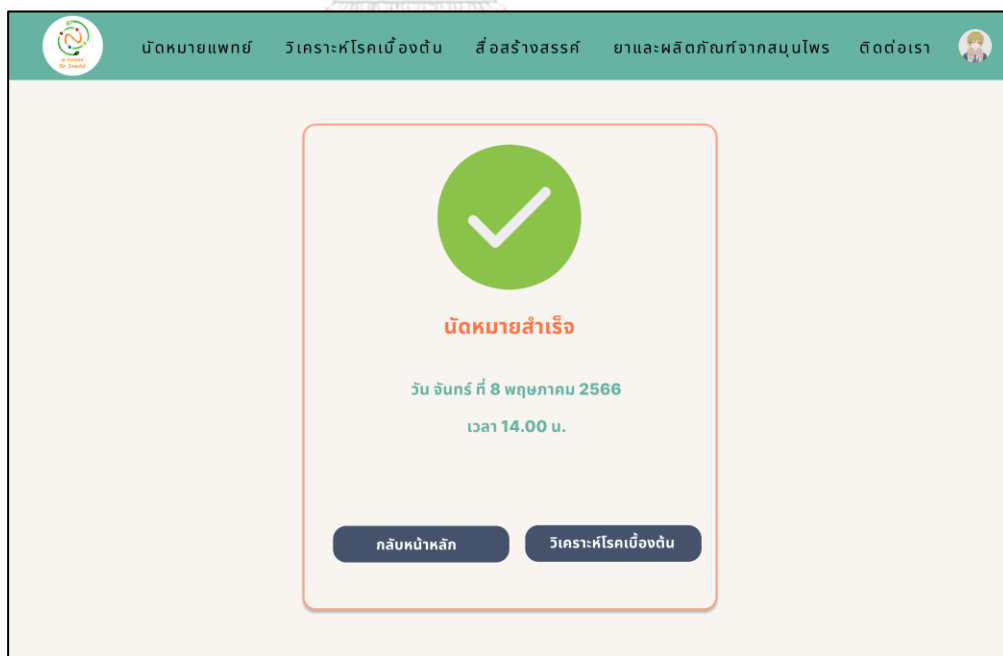 นัดหมายแพทย์ วิเคราะห์โรคเบื้องต้น สื่อสร้างสรรค์ ยาและผลิตภัณฑ์จากสมุนไพร ติดต่อเรา
นัดหมายสำเร็จ
วัน จันทร์ ที่ 8 พฤษภาคม 2566
เวลา 14.00 น.
กลับหน้าหลัก วิเคราะห์โรคเบื้องต้น